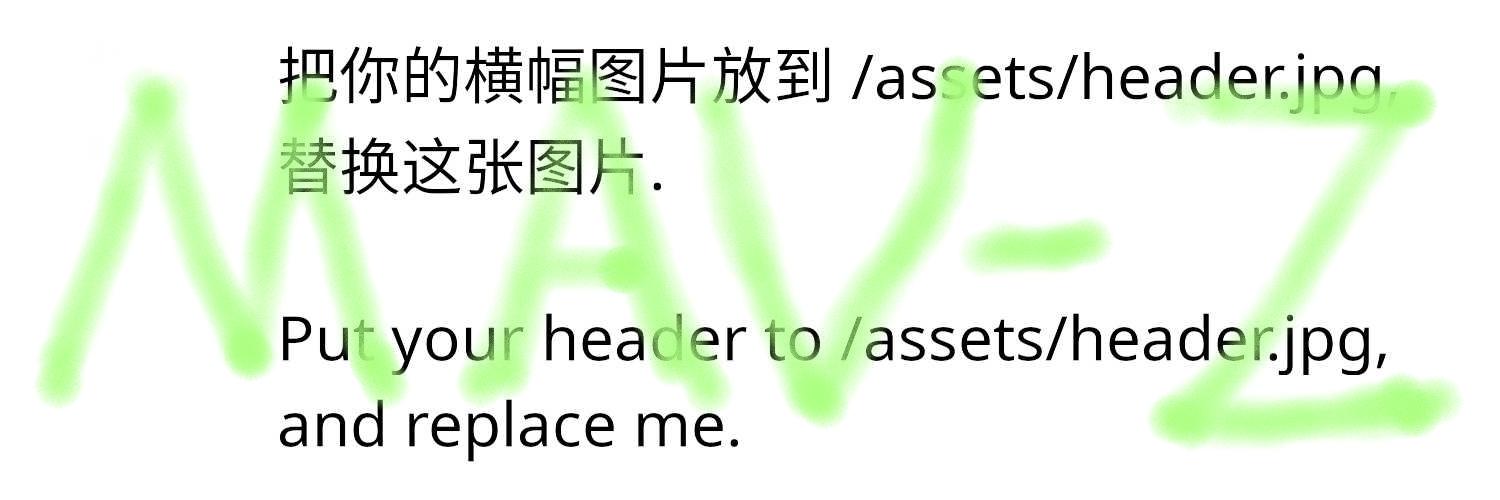 把你的横幅图片放到 /assets/header.jpg,
替换这张图片.
MAV-Z
Put your header to /assets/header.jpg,
and replace me.